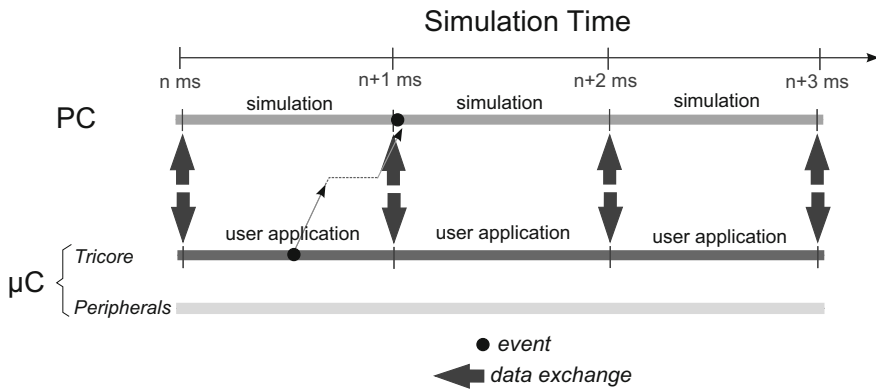 Simulation Time
n ms
n+1 ms
n+2 ms
n+3 ms
simulation
simulation
simulation
PC
user application
user application
user application
Tricore
µC
Peripherals
event
data exchange